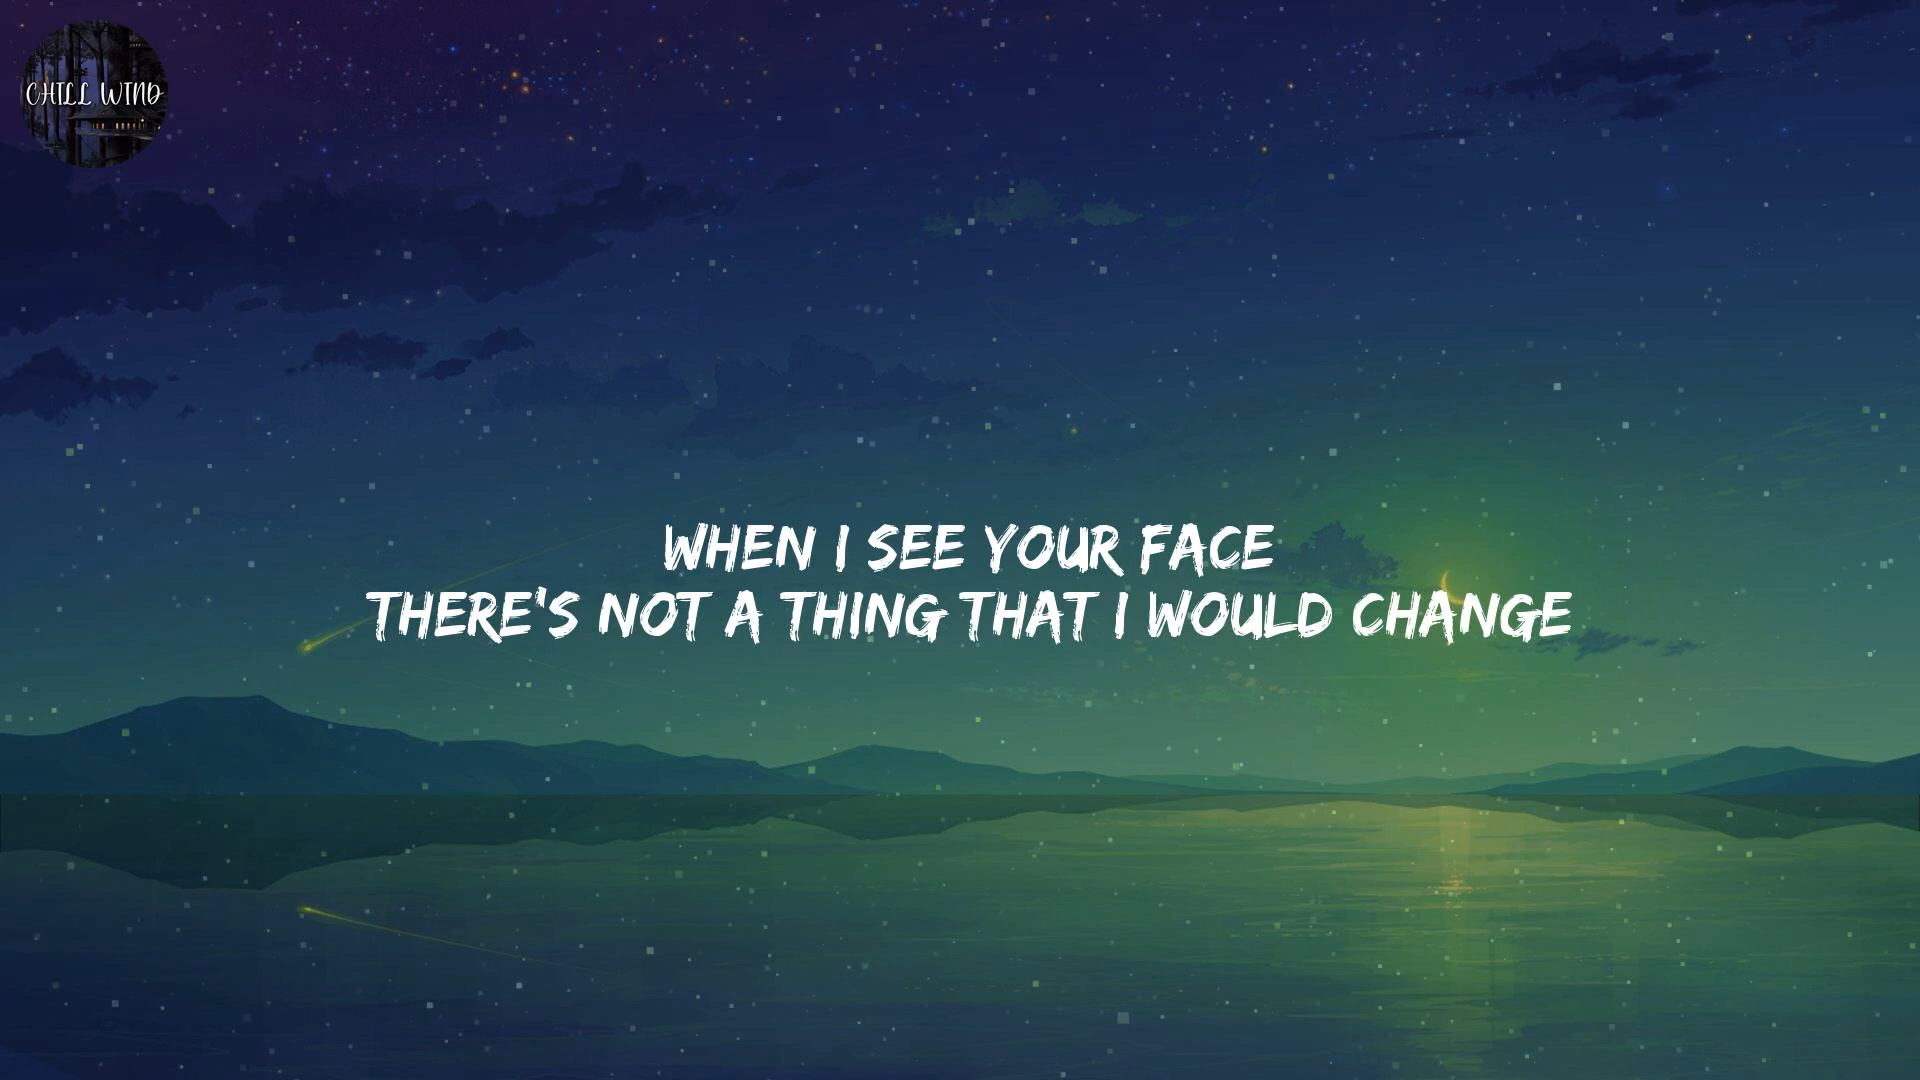 CHILL WIND
WHEN I SEE YOUR FACE
THERE'S NOT A THING THAT I WOULD CHANGE